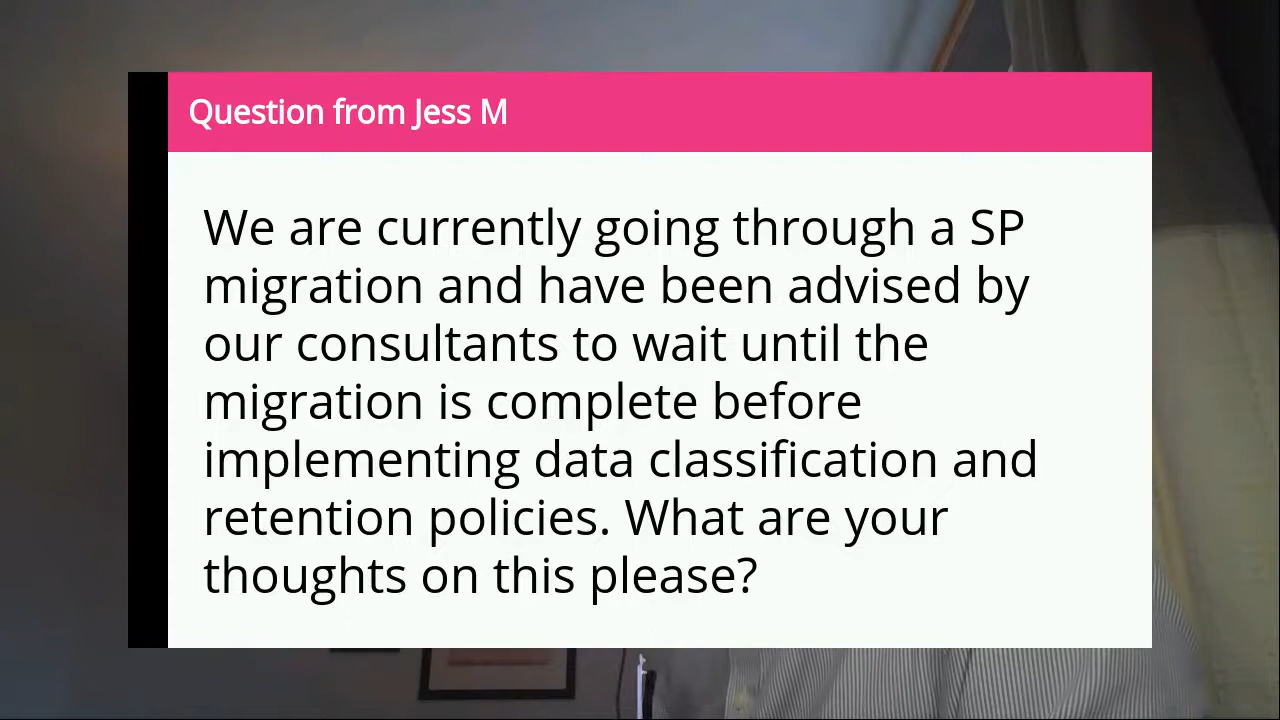 Question from Jess M
We are currently going through a SP
migration and have been advised by
our consultants to wait until the
migration is complete before
implementing data classification and
retention policies. What are your
thoughts on this please?